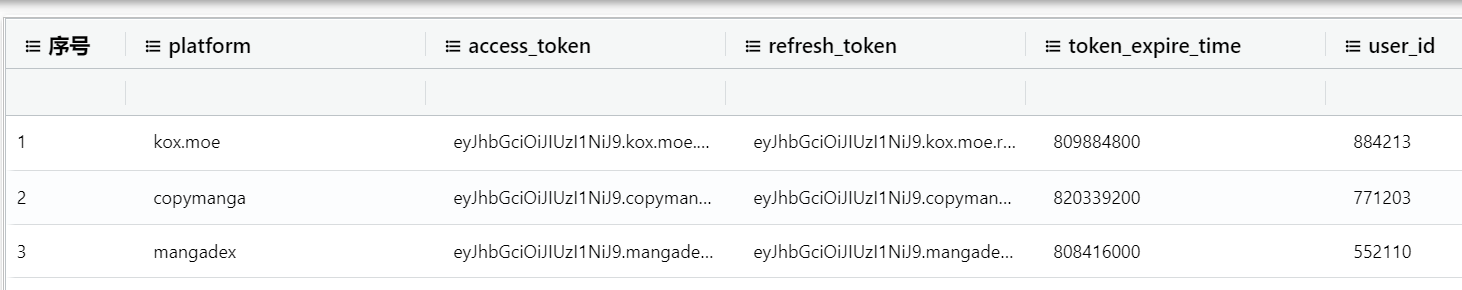 序号 platform access_token refresh_token token_expire_time user_id
1 kox.moe eyJhbGciOiJIUzI1NiJ9.kox.moe.... eyJhbGciOiJIUzI1NiJ9.kox.moe.r... 809884800 884213
2 copymanga eyJhbGciOiJIUzI1NiJ9.copyman... eyJhbGciOiJIUzI1NiJ9.copyman... 820339200 771203
3 mangadex eyJhbGciOiJIUzI1NiJ9.mangade... eyJhbGciOiJIUzI1NiJ9.mangade... 808416000 552110